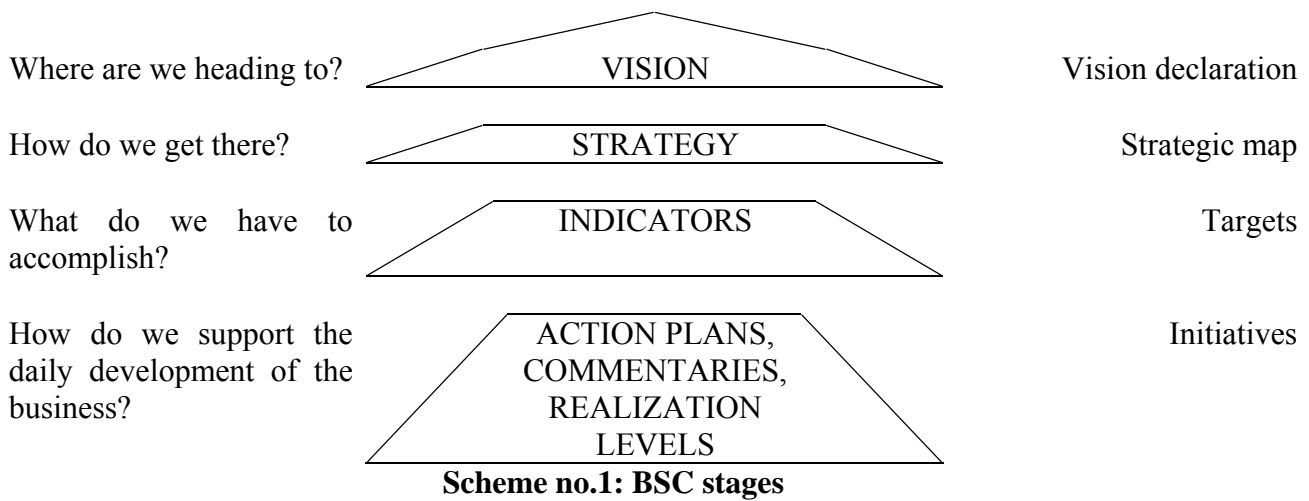 Where are we heading to? VISION Vision declaration
How do we get there? STRATEGY Strategic map
What do we have to INDICATORS Targets
accomplish?
How do we support the ACTION PLANS, Initiatives
daily development of the COMMENTARIES,
business? REALIZATION
LEVELS
Scheme no.1: BSC stages